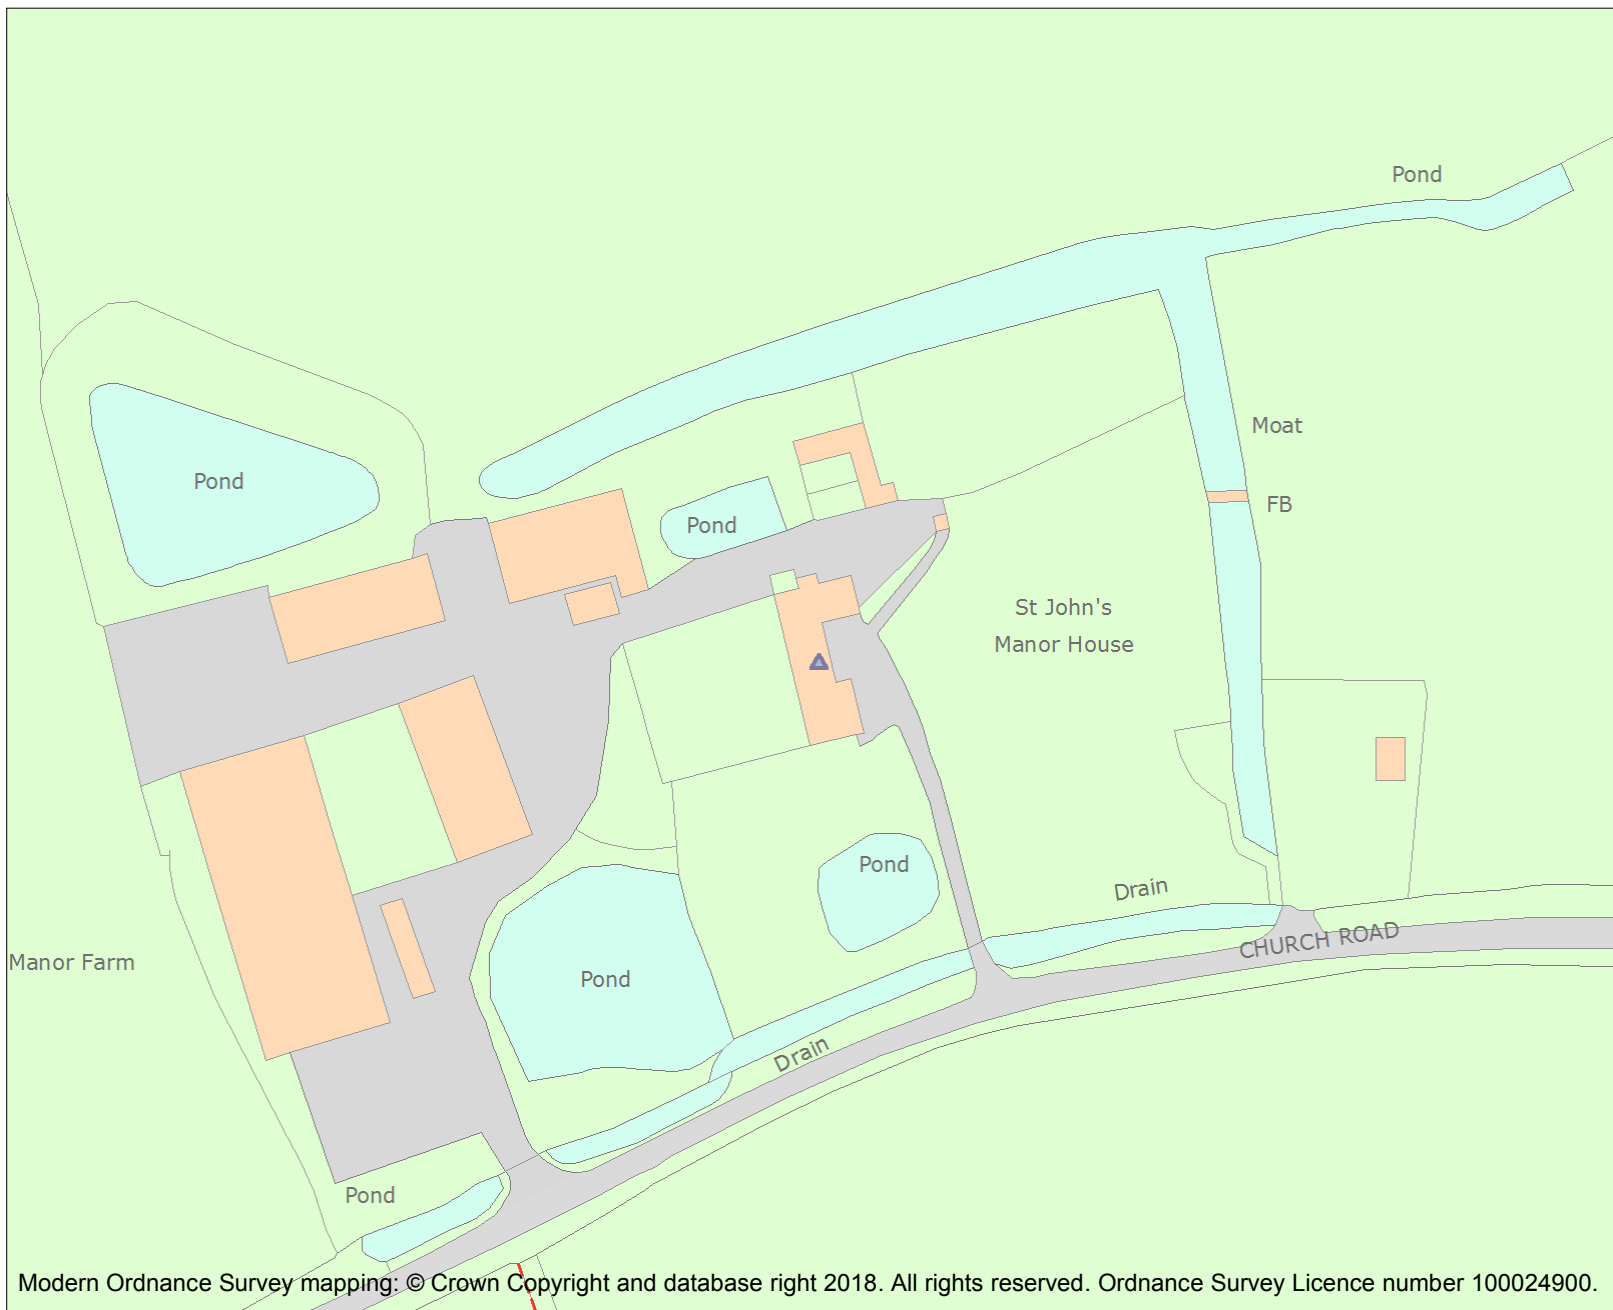 Pond
Moat
Pond
FB
Pond
St John's
Manor House
Pond
Drain
CHURCH ROAD
Manor Farm
Pond
Drain
Pond
Modern Ordnance Survey mapping: © Crown Copyright and database right 2018. All rights reserved. Ordnance Survey Licence number 100024900.